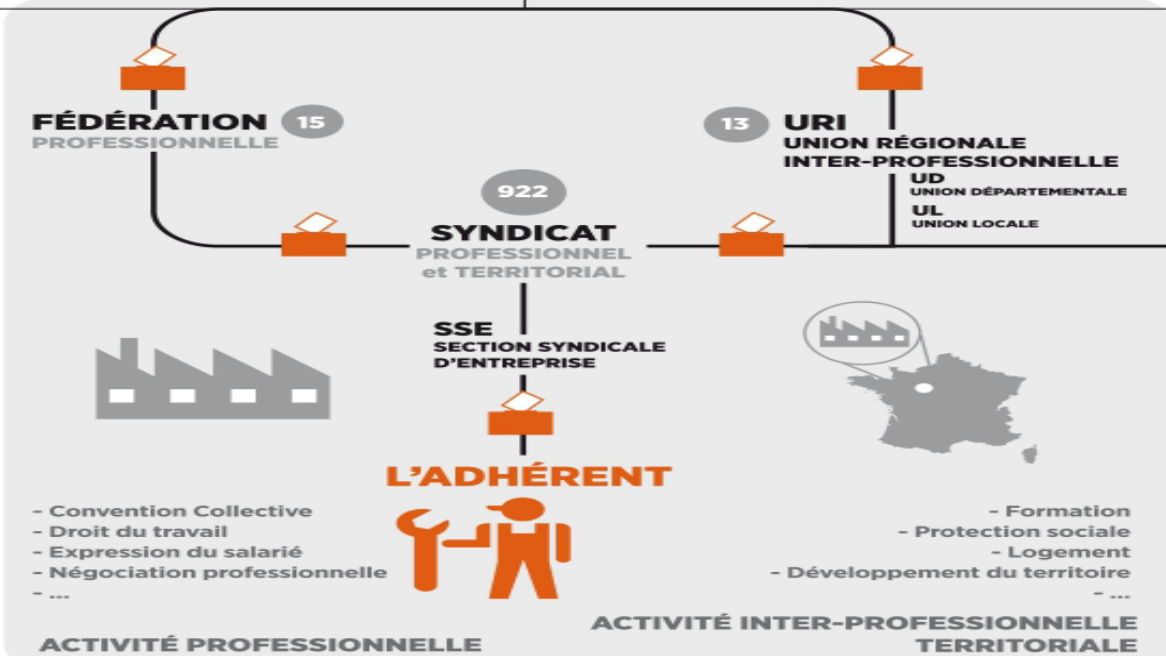 FÉDÉRATION 15
PROFESSIONNELLE
13 URI
UNION RÉGIONALE
INTER-PROFESSIONNELLE
UD
UNION DÉPARTEMENTALE
UL
UNION LOCALE
922
SYNDICAT
PROFESSIONNEL
et TERRITORIAL
SSE
SECTION SYNDICALE
D'ENTREPRISE
L'ADHÉRENT
- Convention Collective
- Droit du travail
- Expression du salarié
- Négociation professionnelle
- ...
ACTIVITÉ PROFESSIONNELLE
- Formation
- Protection sociale
- Logement
- Développement du territoire
- ...
ACTIVITÉ INTER-PROFESSIONNELLE
TERRITORIALE